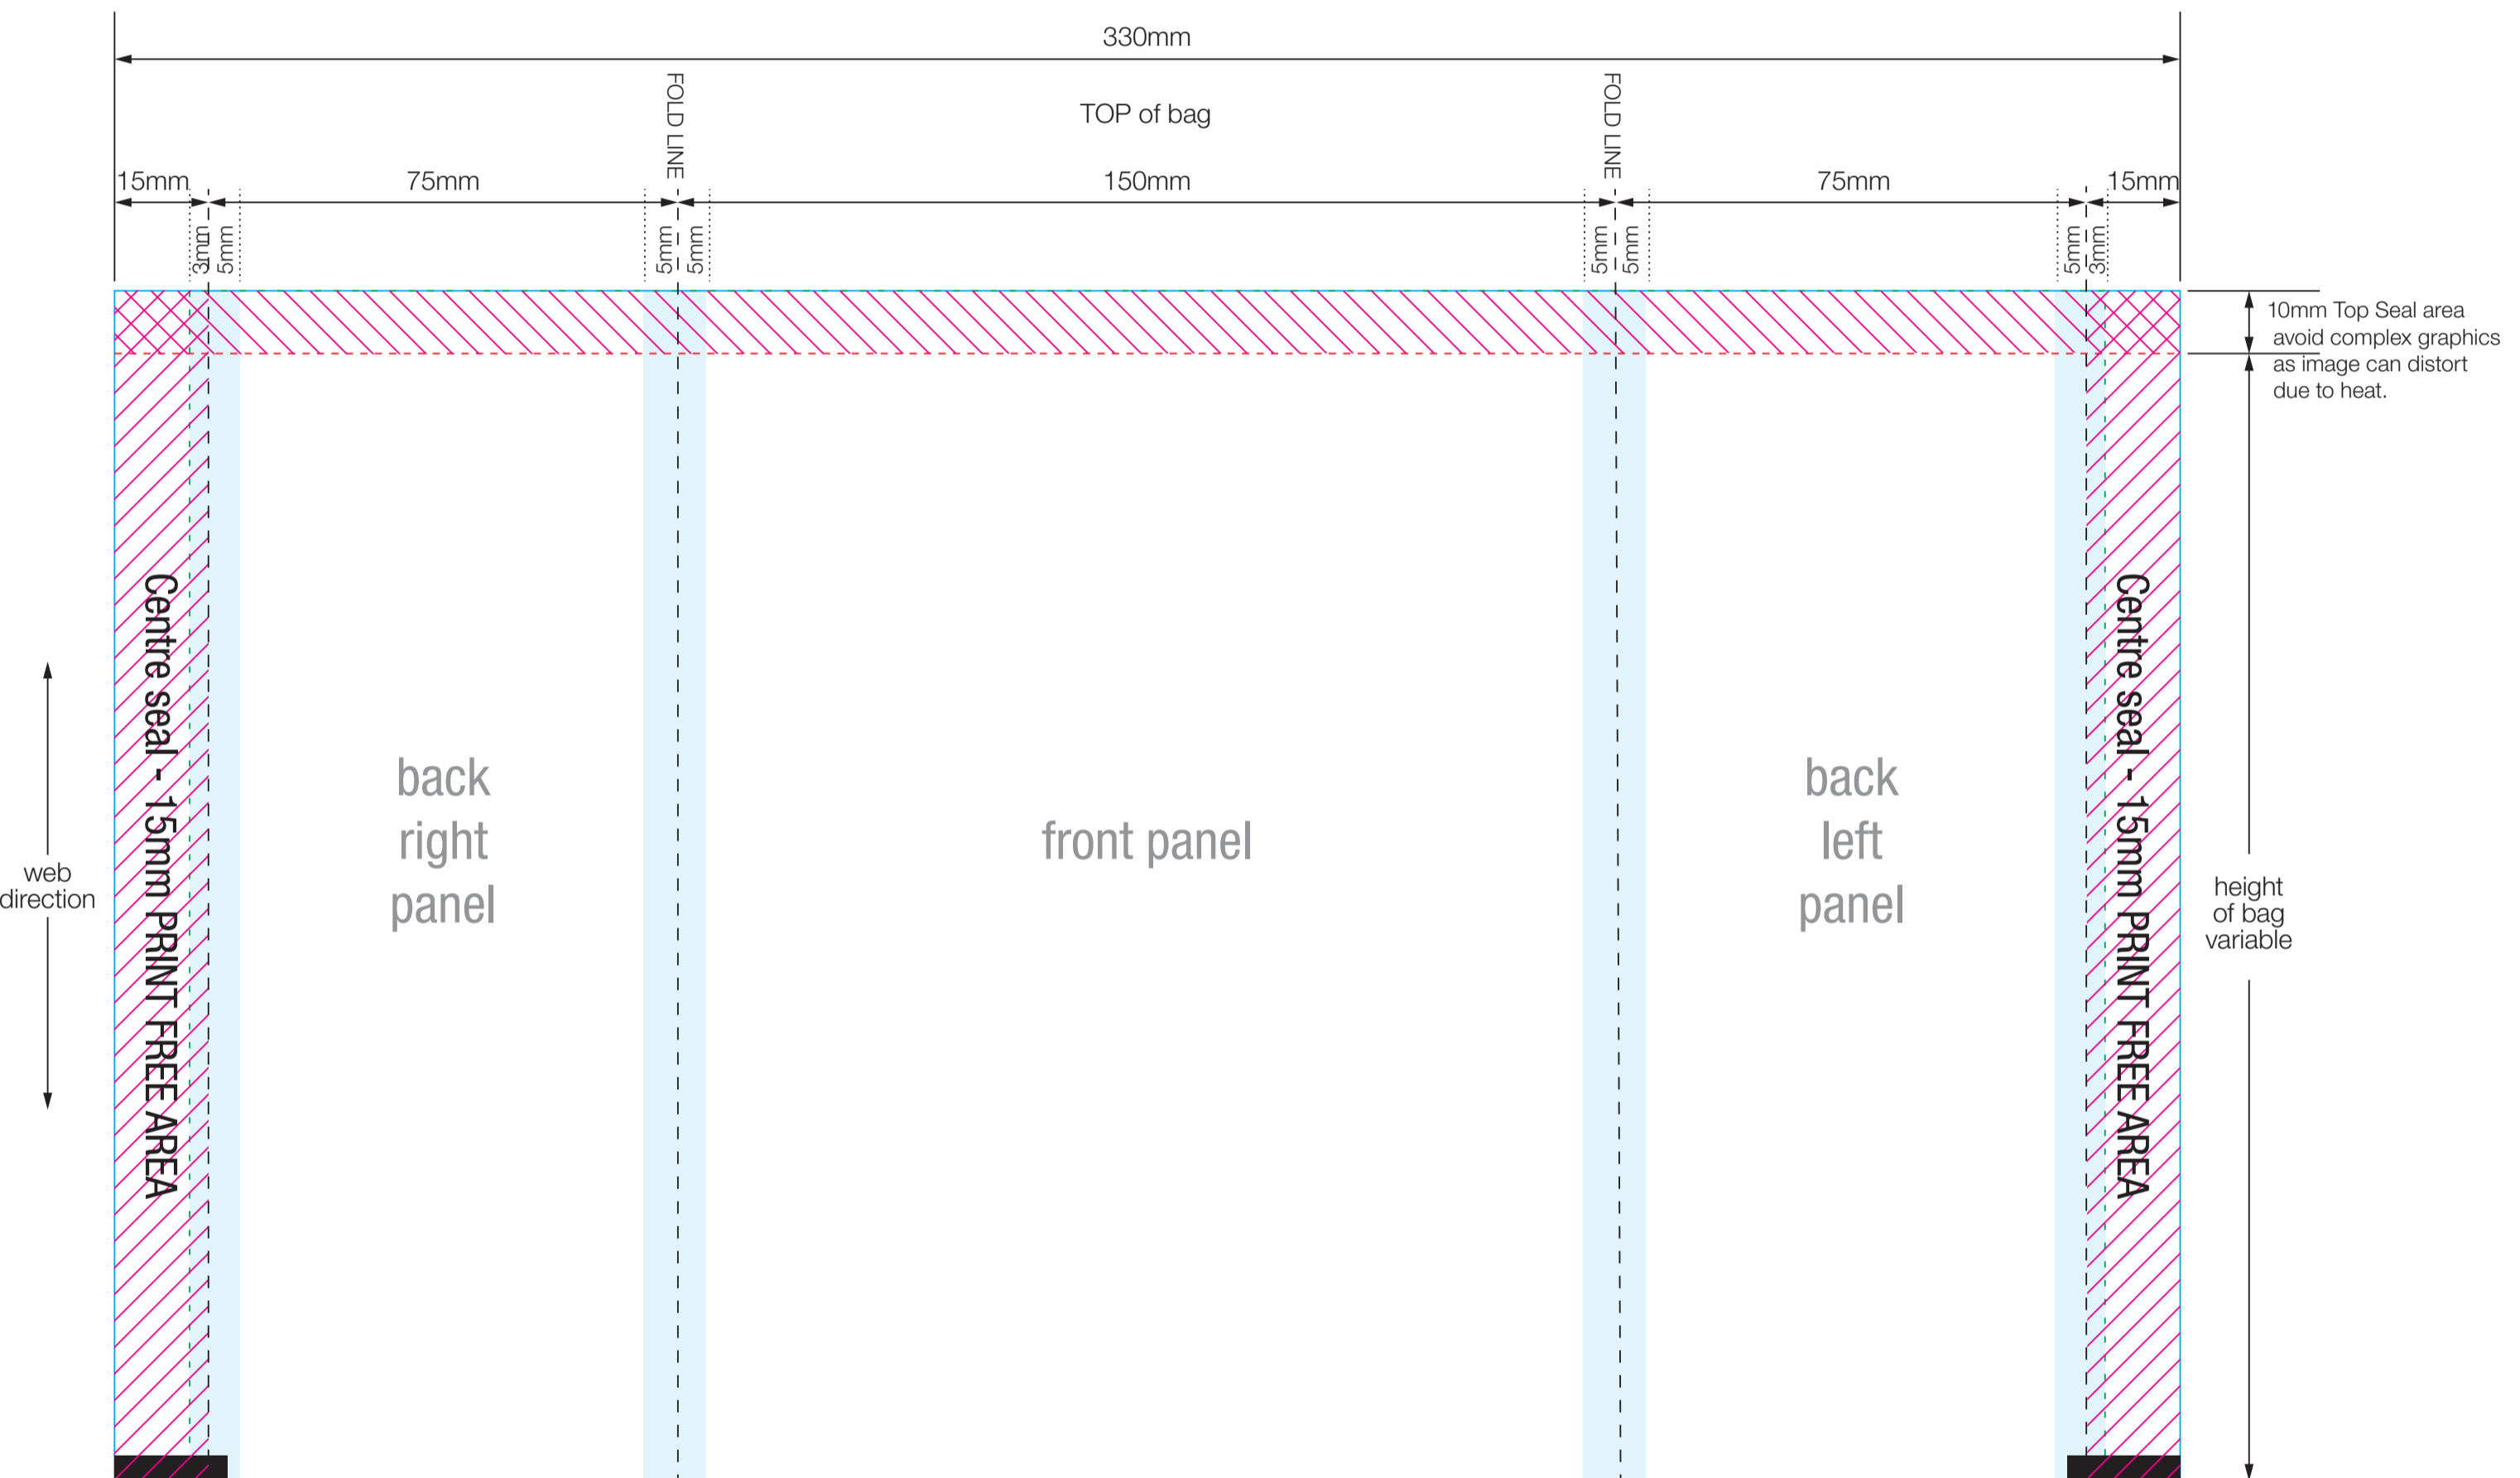 330mm
FOLD LINE
TOP of bag
FOLD LINE
15mm
75mm
150mm
75mm
15mm
3mm
5mm
5mm
5mm
5mm
5mm
5mm
3mm
10mm Top Seal area
avoid complex graphics
as image can distort
due to heat.
Centre seal - 15mm PRINT FREE AREA
back
right
panel
front panel
back
left
panel
Centre seal - 15mm PRINT FREE AREA
web
direction
height
of bag
variable